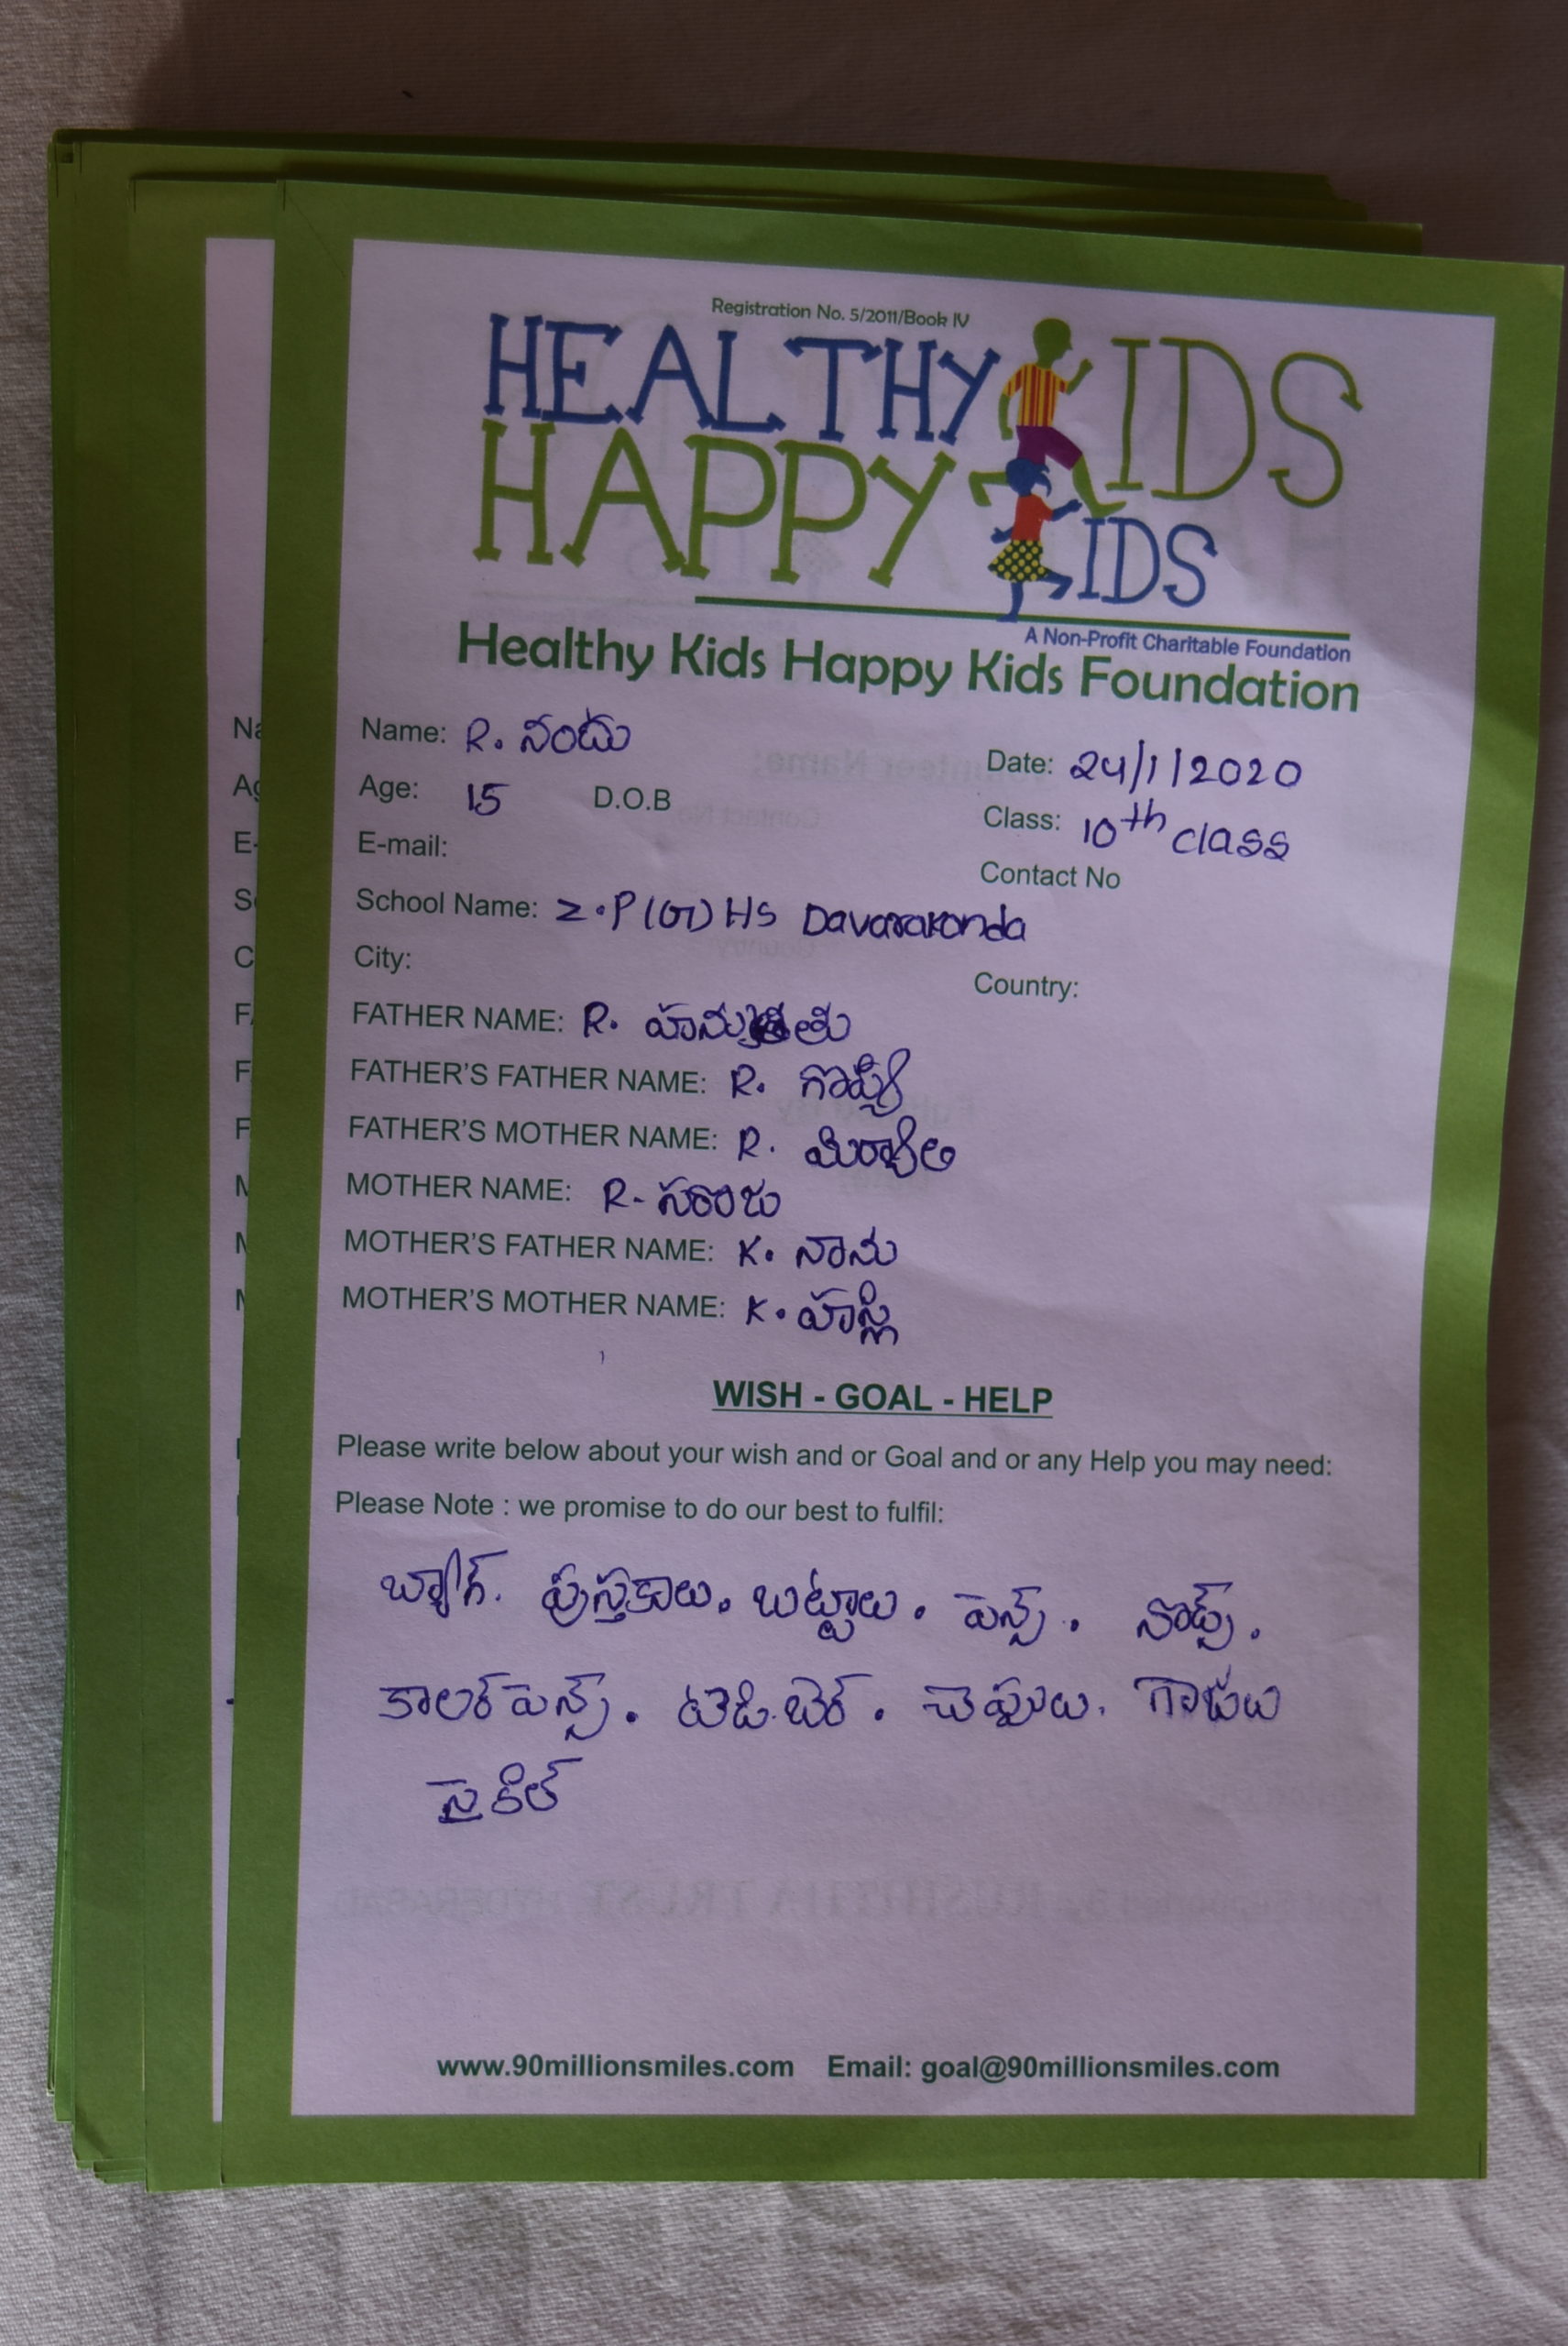 Registration No. 5/2011/Book IV
HEALTHY KIDS
HAPPY KIDS
A Non-Profit Charitable Foundation
Healthy Kids Happy Kids Foundation
Name: R. నందు
Date: 24/1/2020
Age: 15 D.O.B
Class: 10th class
E-mail:
Contact No
School Name: Z.P(G) HS Davarakonda
City:
Country:
FATHER NAME: R.
FATHER'S FATHER NAME: R.
FATHER'S MOTHER NAME: R.
MOTHER NAME: R- సరోజు
MOTHER'S FATHER NAME: K. నాను
MOTHER'S MOTHER NAME: K.
WISH - GOAL - HELP
Please write below about your wish and or Goal and or any Help you may need:
Please Note : we promise to do our best to fulfil:
బ్యాగ్. పుస్తకాలు. బట్టాలు. పెన్స్. నోట్స్.
కాలర్ పెన్స్. టెడి.బెర్. చెప్పులు. గాజులు
సైకిల్
www.90millionsmiles.com Email: goal@90millionsmiles.com